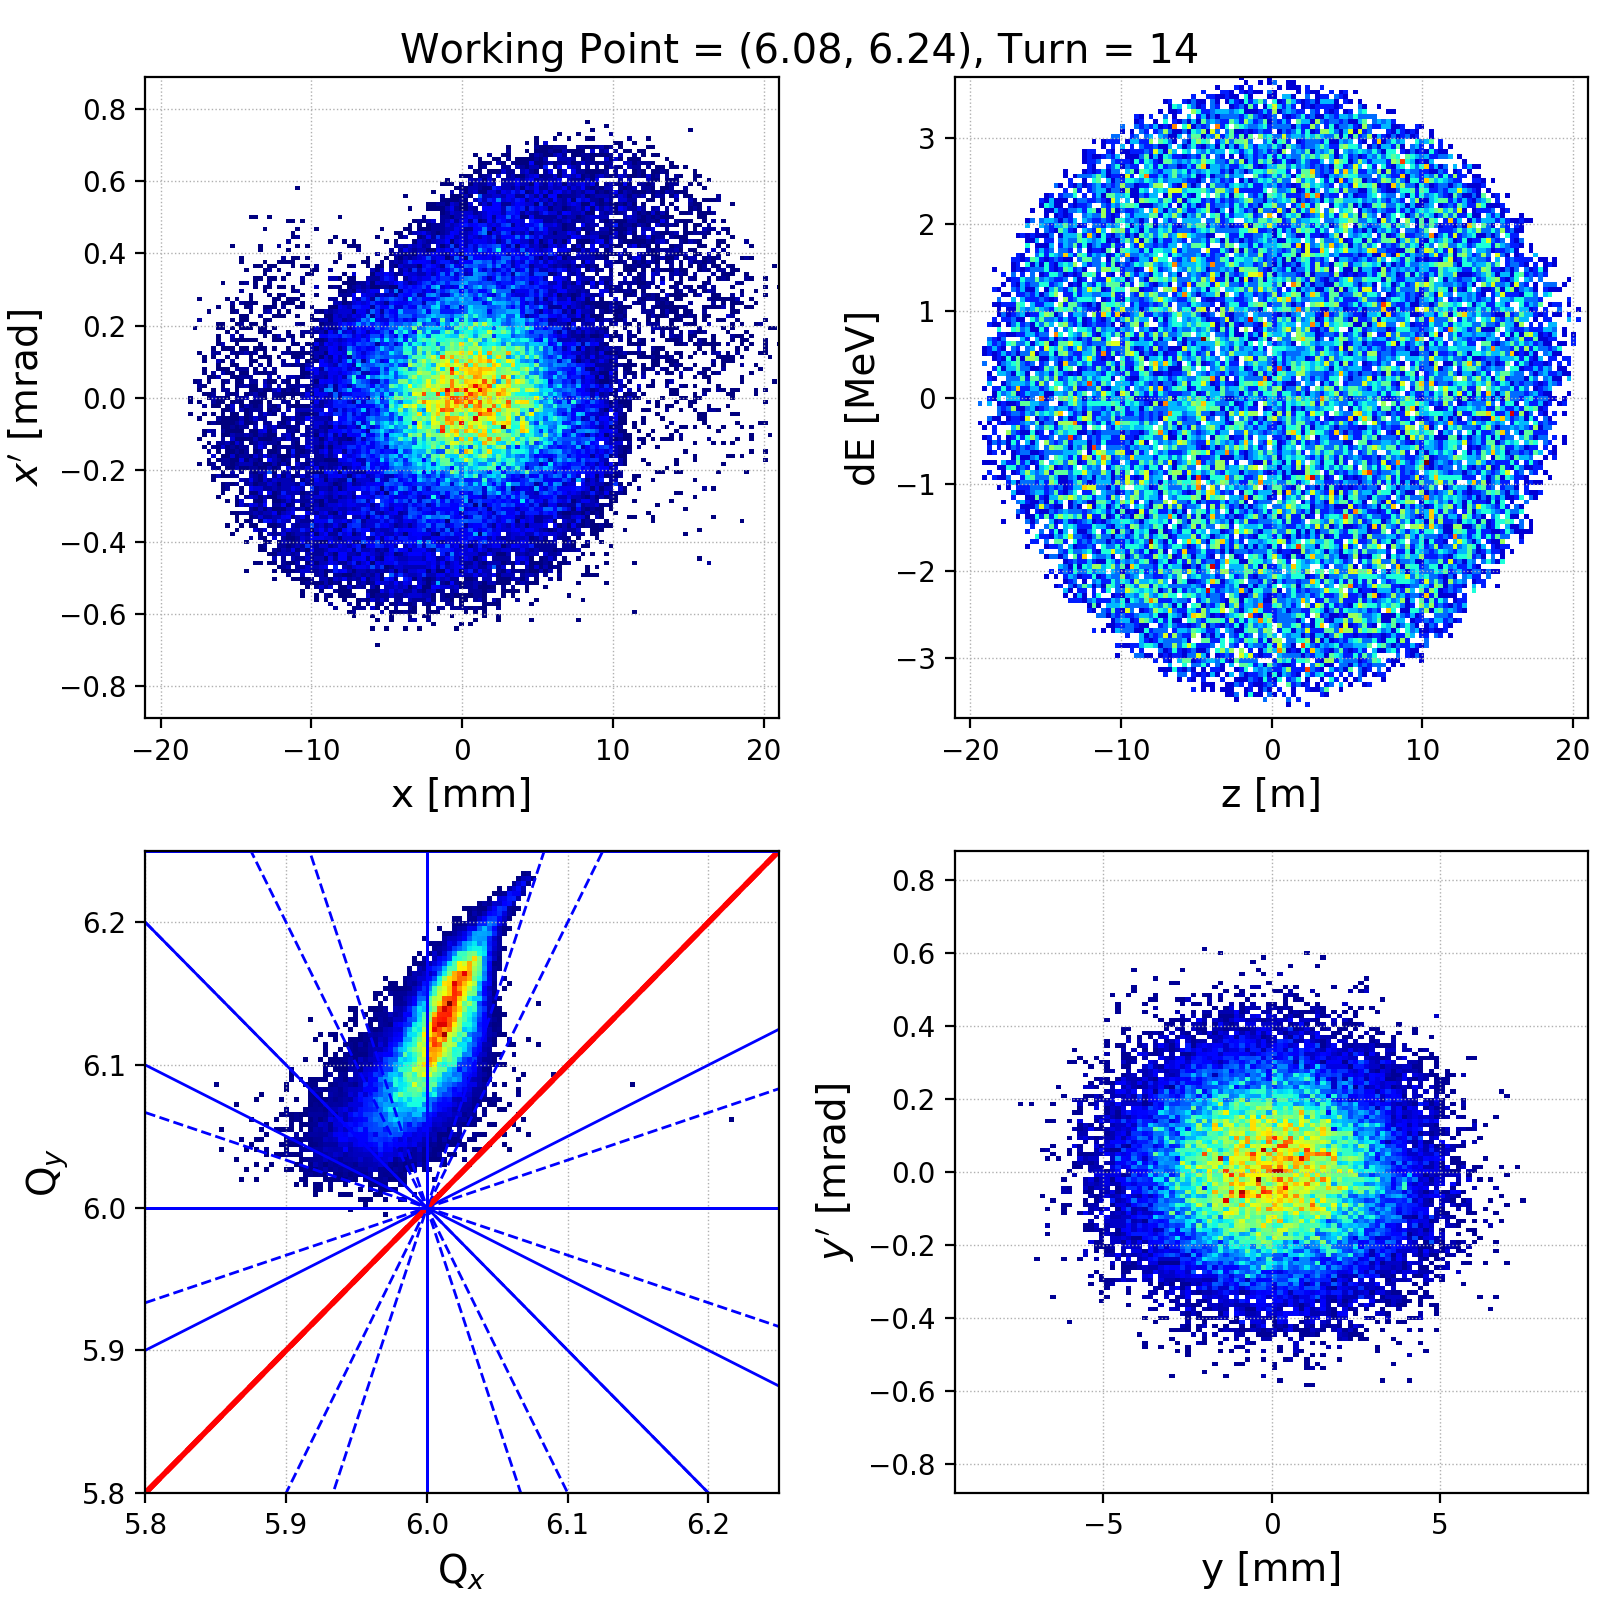 Working Point = (6.08, 6.24), Turn = 14
x′ [mrad]
0.8
0.6
0.4
0.2
0.0
−0.2
−0.4
−0.6
−0.8
−20 −10 0 10 20
x [mm]
dE [MeV]
3
2
1
0
−1
−2
−3
−20 −10 0 10 20
z [m]
Qy
6.2
6.1
6.0
5.9
5.8
5.8 5.9 6.0 6.1 6.2
Qx
y′ [mrad]
0.8
0.6
0.4
0.2
0.0
−0.2
−0.4
−0.6
−0.8
−5 0 5
y [mm]